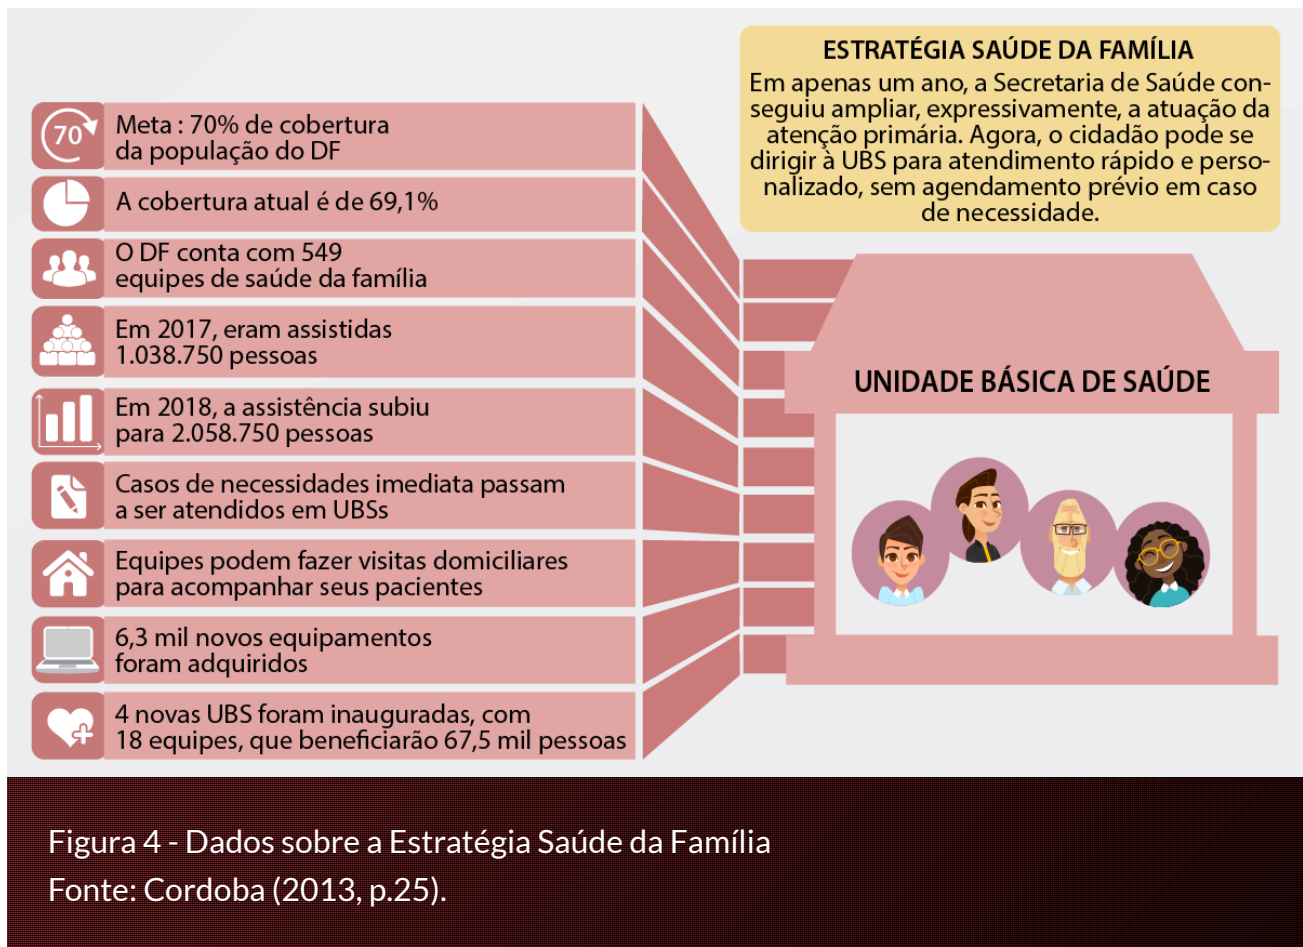 ESTRATÉGIA SAÚDE DA FAMÍLIA
Em apenas um ano, a Secretaria de Saúde con-
seguiu ampliar, expressivamente, a atuação da
atenção primária. Agora, o cidadão pode se
dirigir à UBS para atendimento rápido e perso-
nalizado, sem agendamento prévio em caso
de necessidade.
70
Meta : 70% de cobertura
da população do DF
A cobertura atual é de 69,1%
O DF conta com 549
equipes de saúde da família
Em 2017, eram assistidas
1.038.750 pessoas
Em 2018, a assistência subiu
para 2.058.750 pessoas
Casos de necessidades imediata passam
a ser atendidos em UBSs
Equipes podem fazer visitas domiciliares
para acompanhar seus pacientes
6,3 mil novos equipamentos
foram adquiridos
4 novas UBS foram inauguradas, com
18 equipes, que beneficiarão 67,5 mil pessoas
UNIDADE BÁSICA DE SAÚDE
Figura 4 - Dados sobre a Estratégia Saúde da Família
Fonte: Cordoba (2013, p.25).